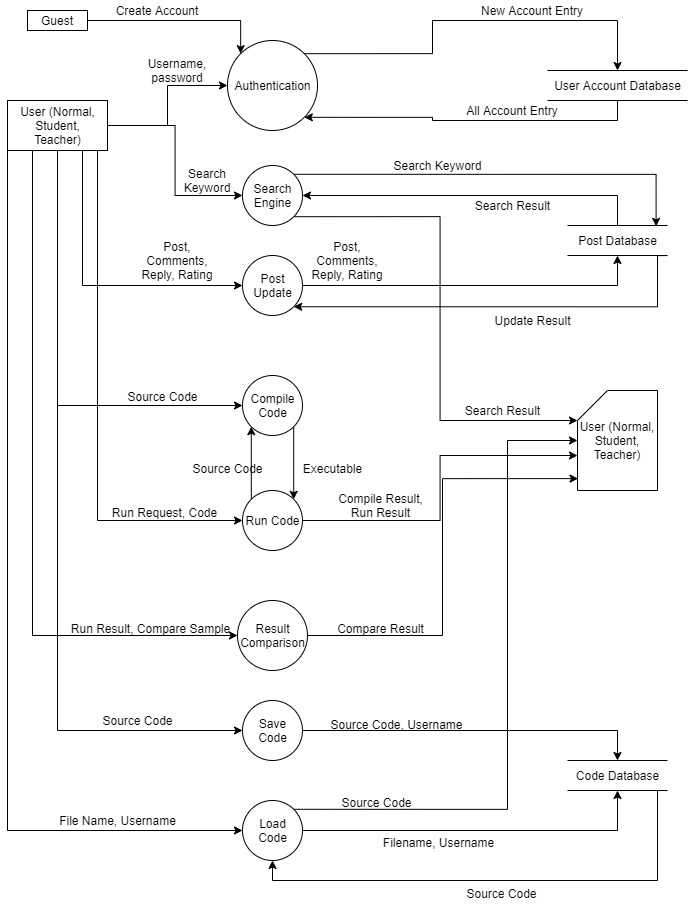 Guest
Create Account
New Account Entry
Username,
password
Authentication
User Account Database
User (Normal,
Student,
Teacher)
All Account Entry
Search
Keyword
Search
Engine
Search Keyword
Search Result
Post Database
Post,
Comments,
Reply, Rating
Post
Update
Post,
Comments,
Reply, Rating
Update Result
Source Code
Compile
Code
Search Result
User (Normal,
Student,
Teacher)
Source Code
Executable
Run Request, Code
Run Code
Compile Result,
Run Result
Run Result, Compare Sample
Result
Comparison
Compare Result
Source Code
Save
Code
Source Code, Username
Code Database
File Name, Username
Load
Code
Source Code
Filename, Username
Source Code